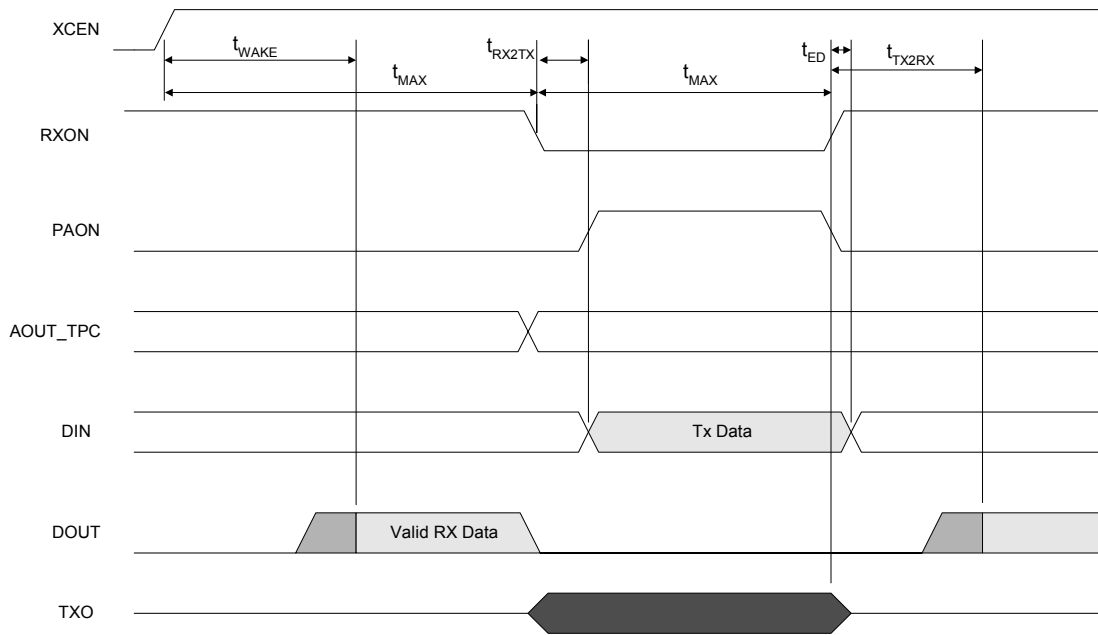 XCEN
tWAKE
tRX2TX
tED
tTX2RX
tMAX
tMAX
RXON
PAON
AOUT_TPC
DIN
Tx Data
DOUT
Valid RX Data
TXO